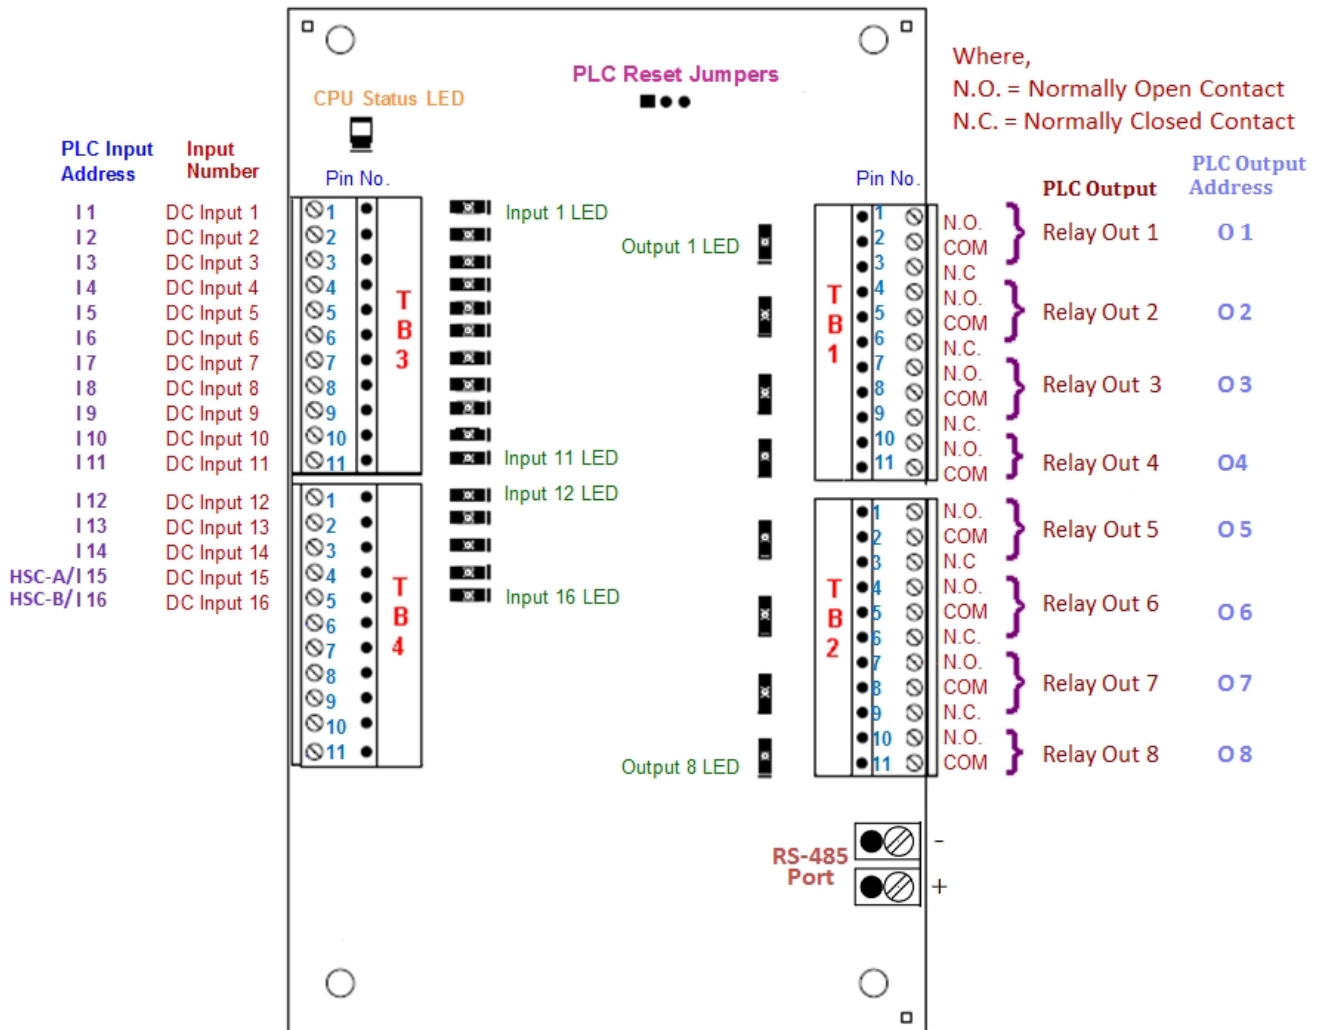 PLC Reset Jumpers
CPU Status LED
Where,
N.O. = Normally Open Contact
N.C. = Normally Closed Contact
PLC Input
Address
Input
Number
Pin No.
I 1 DC Input 1 1
I 2 DC Input 2 2
I 3 DC Input 3 3
I 4 DC Input 4 4
I 5 DC Input 5 5
I 6 DC Input 6 6
I 7 DC Input 7 7
I 8 DC Input 8 8
I 9 DC Input 9 9
I 10 DC Input 10 10
I 11 DC Input 11 11
T
B
3
I 12 DC Input 12 1
I 13 DC Input 13 2
I 14 DC Input 14 3
HSC-A/I 15 DC Input 15 4
HSC-B/I 16 DC Input 16 5
6
7
8
9
10
11
T
B
4
Input 1 LED
Input 11 LED
Input 12 LED
Input 16 LED
Output 1 LED
Output 8 LED
Pin No.
PLC Output
PLC Output
Address
T
B
1
1 N.O.
2 COM Relay Out 1 O 1
3 N.C
4 N.O.
5 COM Relay Out 2 O 2
6 N.C.
7 N.O.
8 COM Relay Out 3 O 3
9 N.C.
10 N.O.
11 COM Relay Out 4 O4
T
B
2
1 N.O.
2 COM Relay Out 5 O 5
3 N.C
4 N.O.
5 COM Relay Out 6 O 6
6 N.C.
7 N.O.
8 COM Relay Out 7 O 7
9 N.C.
10 N.O.
11 COM Relay Out 8 O 8
RS-485
Port
-
+